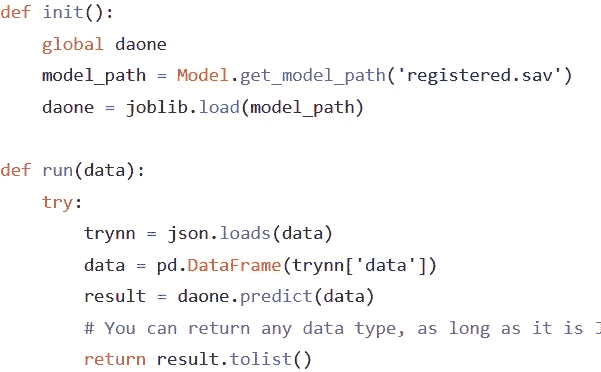 def init():
    global daone
    model_path = Model.get_model_path('registered.sav')
    daone = joblib.load(model_path)
def run(data):
    try:
        trynn = json.loads(data)
        data = pd.DataFrame(trynn['data'])
        result = daone.predict(data)
        # You can return any data type, as long as it is
        return result.tolist()